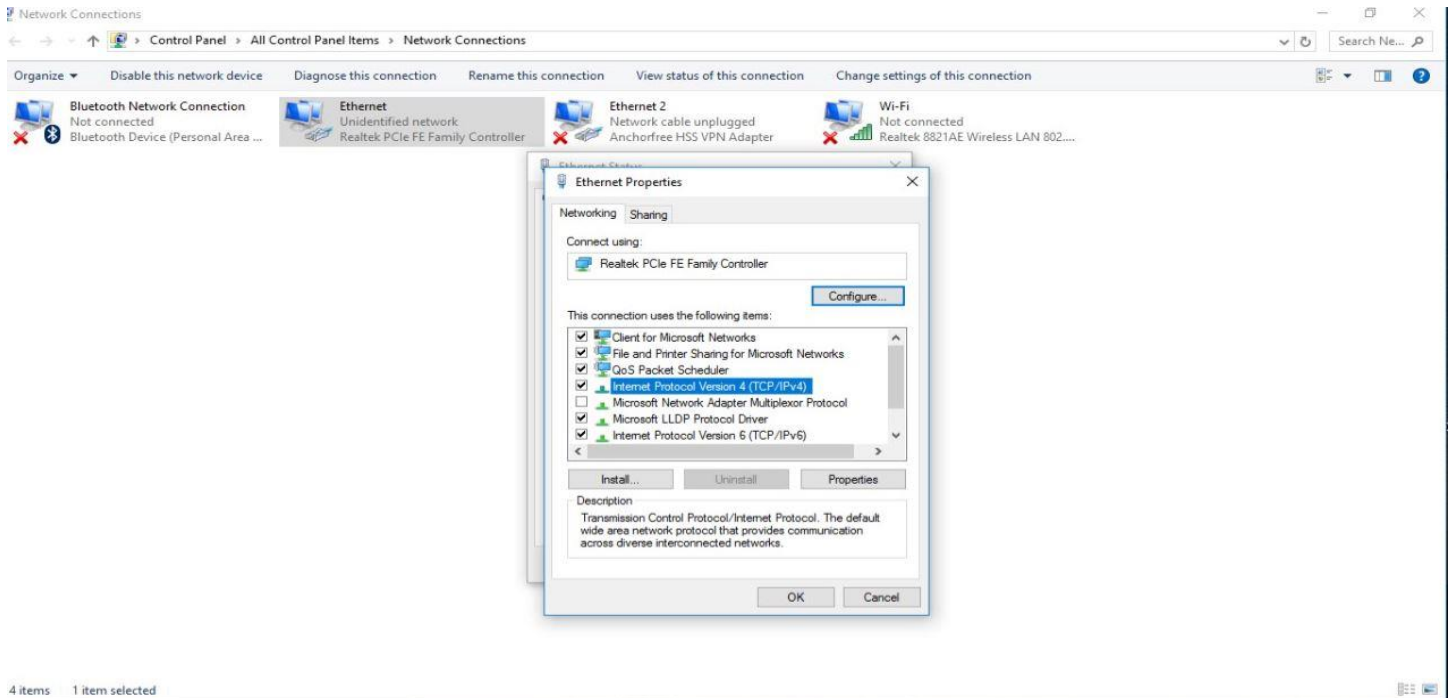 Network Connections
Control Panel > All Control Panel Items > Network Connections
Search Ne...
Organize
Disable this network device
Diagnose this connection
Rename this connection
View status of this connection
Change settings of this connection
Bluetooth Network Connection
Not connected
Bluetooth Device (Personal Area ...
Ethernet
Unidentified network
Realtek PCIe FE Family Controller
Ethernet 2
Network cable unplugged
Anchorfree HSS VPN Adapter
Wi-Fi
Not connected
Realtek 8821AE Wireless LAN 802....
Ethernet Status
Ethernet Properties
Networking
Sharing
Connect using:
Realtek PCIe FE Family Controller
Configure...
This connection uses the following items:
Client for Microsoft Networks
File and Printer Sharing for Microsoft Networks
QoS Packet Scheduler
Internet Protocol Version 4 (TCP/IPv4)
Microsoft Network Adapter Multiplexor Protocol
Microsoft LLDP Protocol Driver
Internet Protocol Version 6 (TCP/IPv6)
Install...
Uninstall
Properties
Description
Transmission Control Protocol/Internet Protocol. The default
wide area network protocol that provides communication
across diverse interconnected networks.
OK
Cancel
4 items
1 item selected